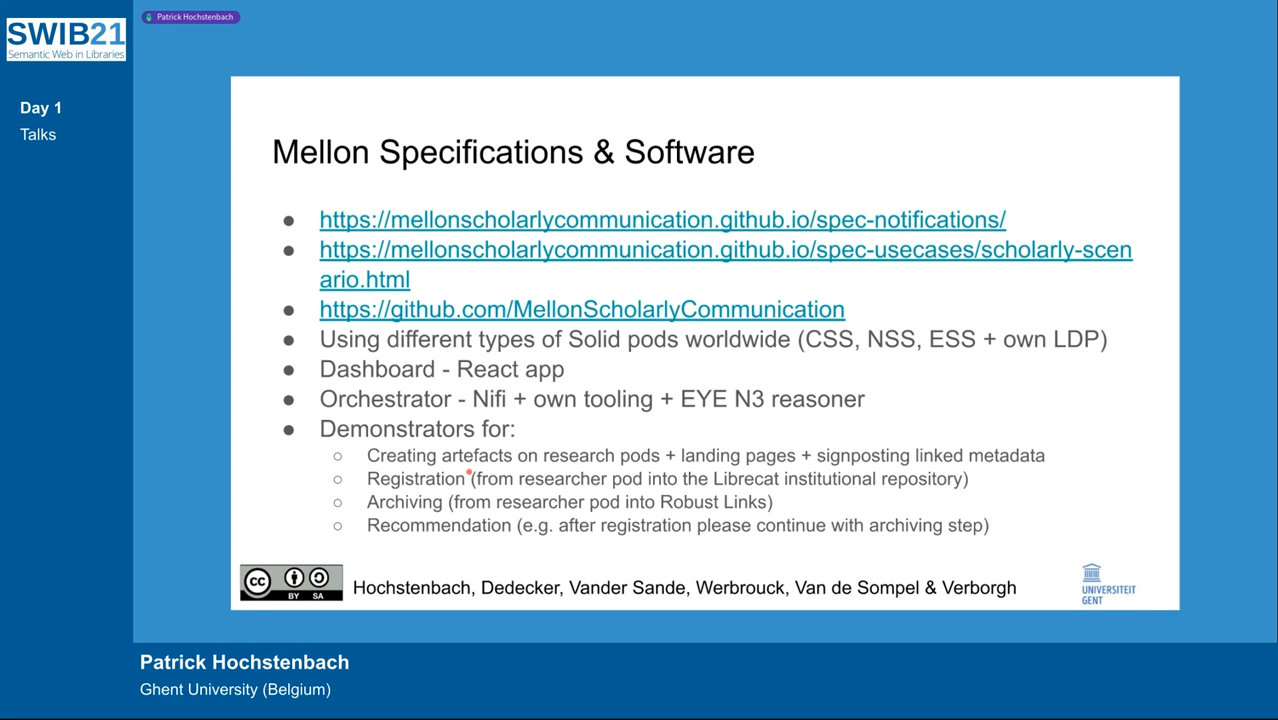 Patrick Hochstenbach
SWIB21
Semantic Web in Libraries
Day 1
Talks
Mellon Specifications & Software
● https://mellonscholarlycommunication.github.io/spec-notifications/
● https://mellonscholarlycommunication.github.io/spec-usecases/scholarly-scen
ario.html
● https://github.com/MellonScholarlyCommunication
● Using different types of Solid pods worldwide (CSS, NSS, ESS + own LDP)
● Dashboard - React app
● Orchestrator - Nifi + own tooling + EYE N3 reasoner
● Demonstrators for:
○ Creating artefacts on research pods + landing pages + signposting linked metadata
○ Registration (from researcher pod into the Librecat institutional repository)
○ Archiving (from researcher pod into Robust Links)
○ Recommendation (e.g. after registration please continue with archiving step)
cc
BY SA
Hochstenbach, Dedecker, Vander Sande, Werbrouck, Van de Sompel & Verborgh
UNIVERSITEIT
GENT
Patrick Hochstenbach
Ghent University (Belgium)